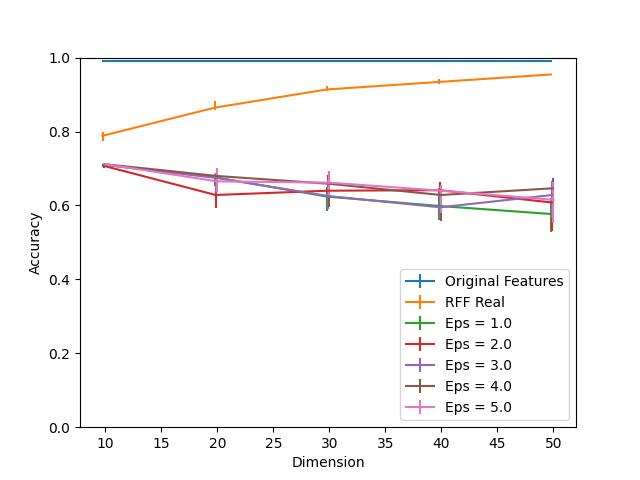 1.0
0.8
0.6
0.4
0.2
0.0
Accuracy
Original Features
RFF Real
Eps = 1.0
Eps = 2.0
Eps = 3.0
Eps = 4.0
Eps = 5.0
10 15 20 25 30 35 40 45 50
Dimension